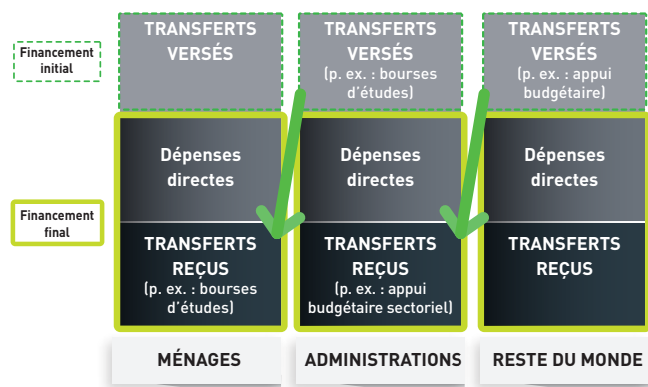 Financement
initial
TRANSFERTS
VERSÉS
TRANSFERTS
VERSÉS
(p. ex. : bourses
d’études)
TRANSFERTS
VERSÉS
(p. ex. : appui
budgétaire)
Financement
final
Dépenses
directes
Dépenses
directes
Dépenses
directes
TRANSFERTS
REÇUS
(p. ex. : bourses
d’études)
TRANSFERTS
REÇUS
(p. ex. : appui
budgétaire sectoriel)
TRANSFERTS
REÇUS
MÉNAGES
ADMINISTRATIONS
RESTE DU MONDE